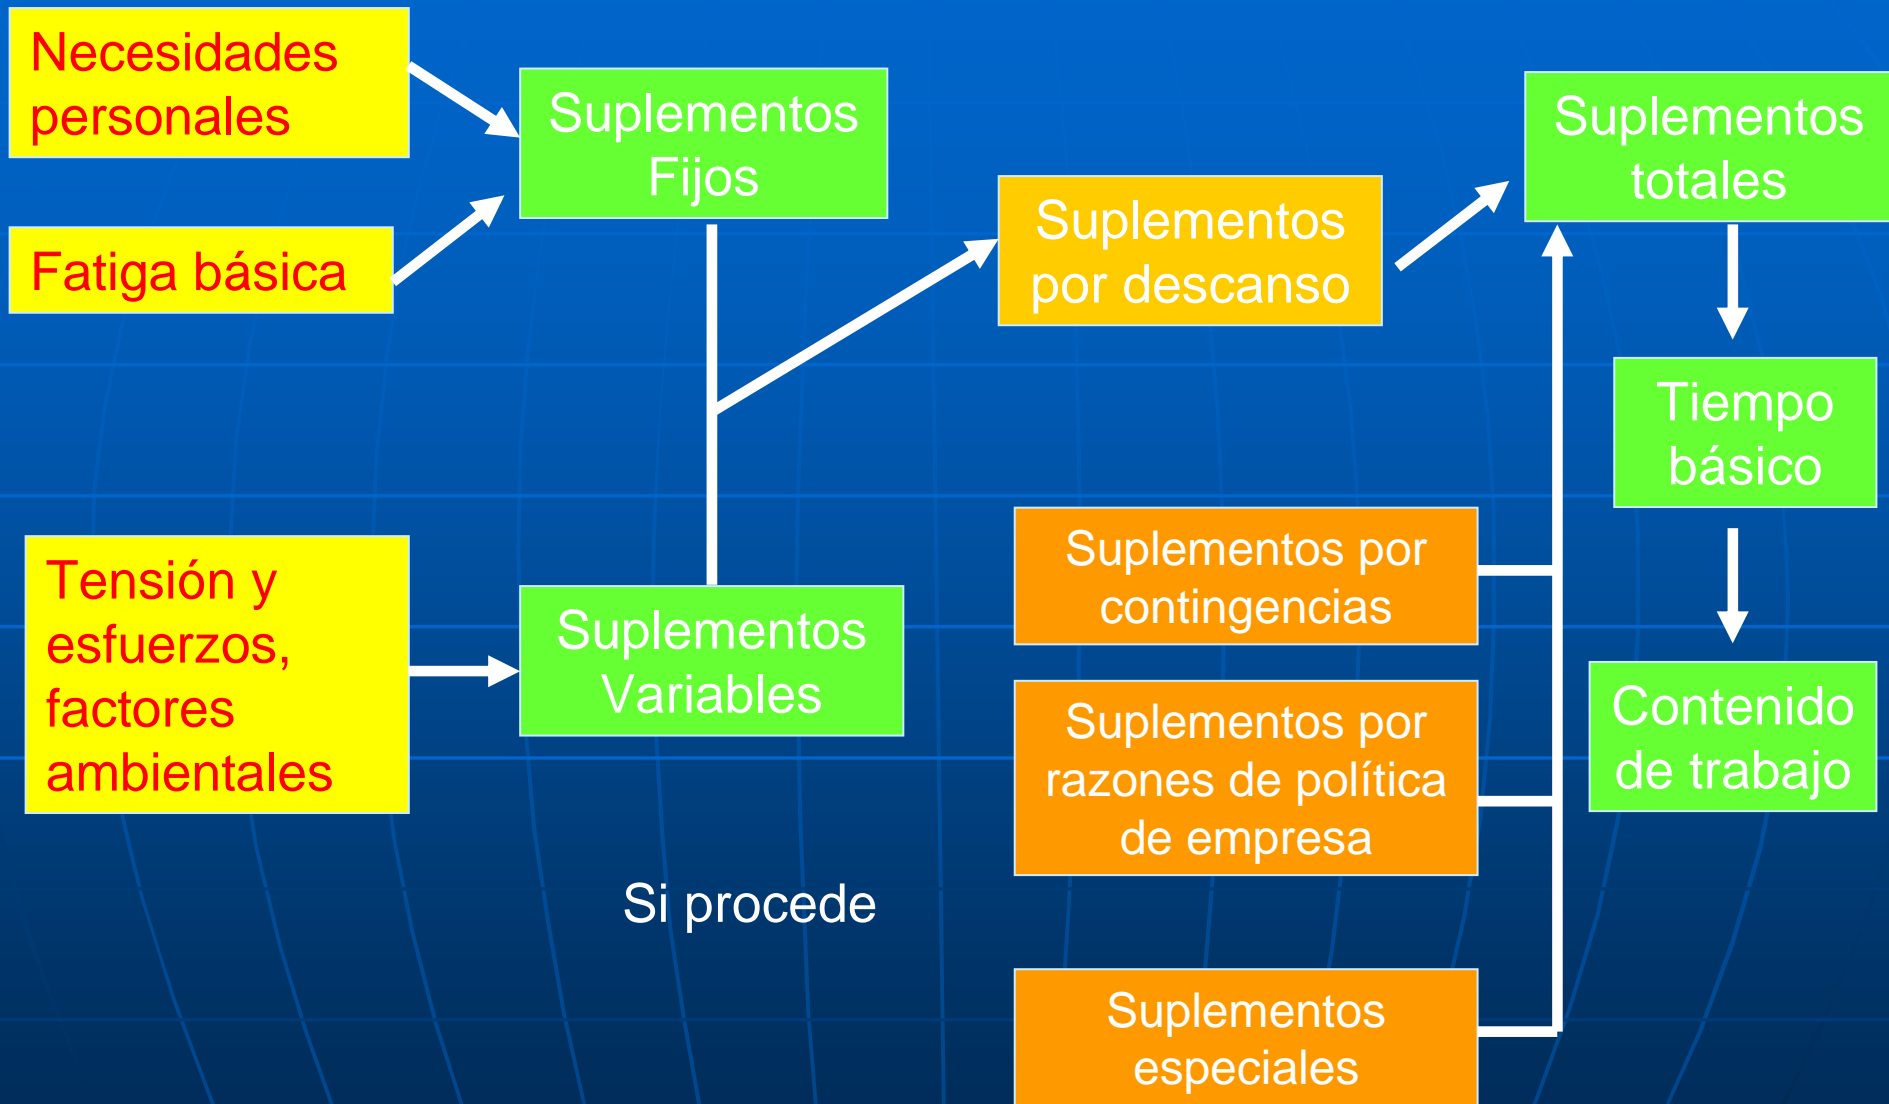 Necesidades
personales
Fatiga básica
Tensión y
esfuerzos,
factores
ambientales
Suplementos
Fijos
Suplementos
Variables
Si procede
Suplementos
por descanso
Suplementos por
contingencias
Suplementos por
razones de política
de empresa
Suplementos
especiales
Suplementos
totales
Tiempo
básico
Contenido
de trabajo